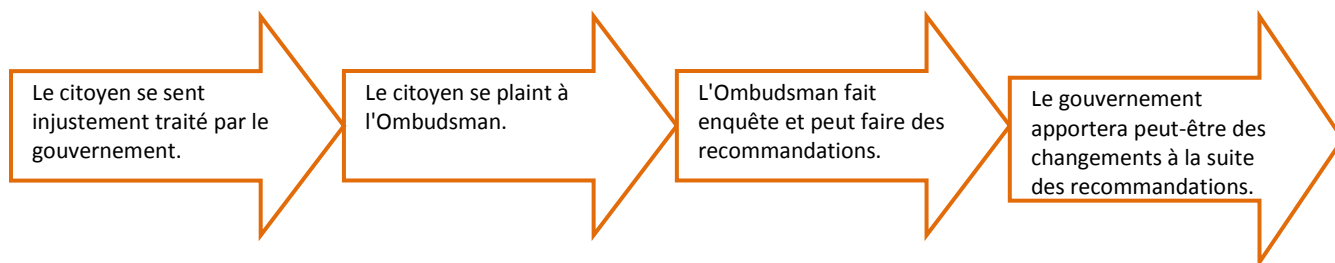 Le citoyen se sent
injustement traité par le
gouvernement.
Le citoyen se plaint à
l'Ombudsman.
L'Ombudsman fait
enquête et peut faire des
recommandations.
Le gouvernement
apportera peut-être des
changements à la suite
des recommandations.